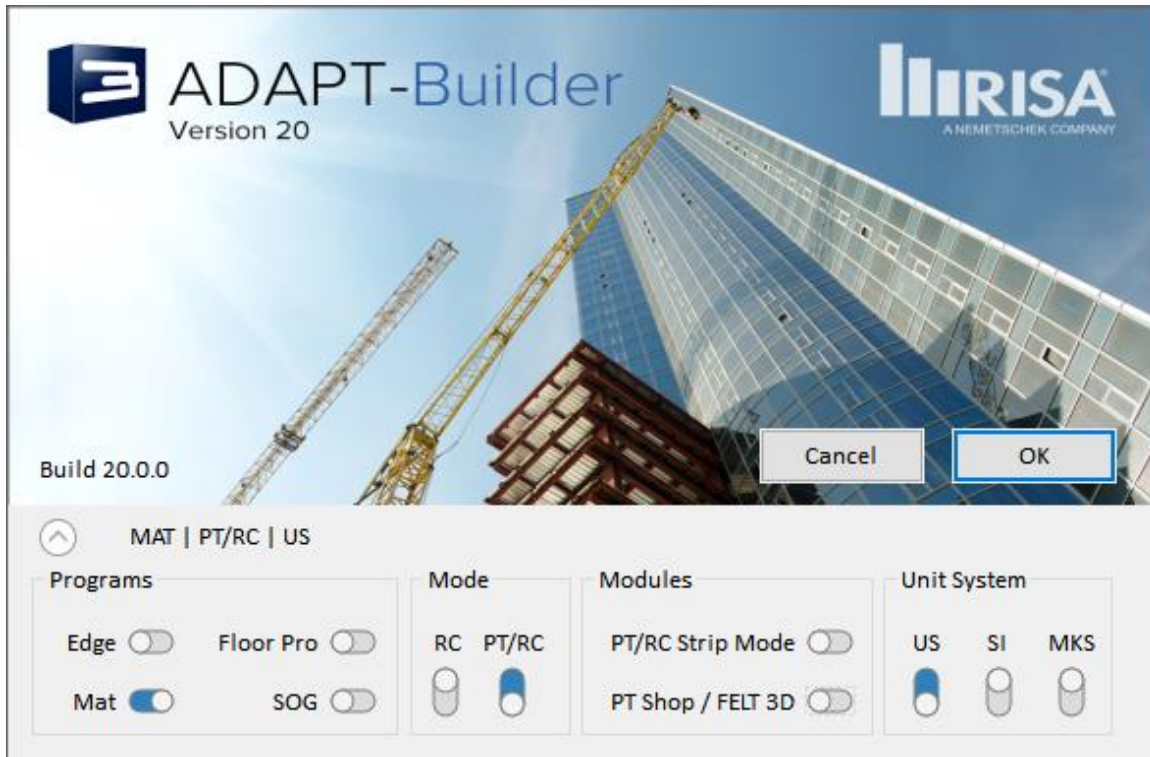 ADAPT-Builder
Version 20
RISA
A NEMETSCHEK COMPANY
Build 20.0.0
Cancel
OK
MAT | PT/RC | US
Programs
Edge
Floor Pro
Mat
SOG
Mode
RC
PT/RC
Modules
PT/RC Strip Mode
PT Shop / FELT 3D
Unit System
US
SI
MKS